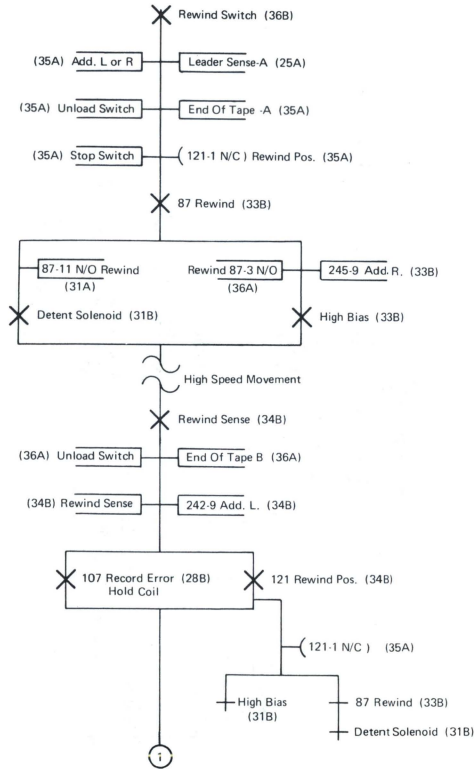 Rewind Switch (36B)
(35A) Add. L or R Leader Sense-A (25A)
(35A) Unload Switch End Of Tape -A (35A)
(35A) Stop Switch (121-1 N/C) Rewind Pos. (35A)
87 Rewind (33B)
87-11 N/O Rewind
(31A)
Rewind 87-3 N/O
(36A)
245-9 Add. R. (33B)
Detent Solenoid (31B)
High Bias (33B)
High Speed Movement
Rewind Sense (34B)
(36A) Unload Switch End Of Tape B (36A)
(34B) Rewind Sense 242-9 Add. L. (34B)
107 Record Error (28B)
Hold Coil
121 Rewind Pos. (34B)
(121-1 N/C) (35A)
High Bias
(31B)
87 Rewind (33B)
Detent Solenoid (31B)
1